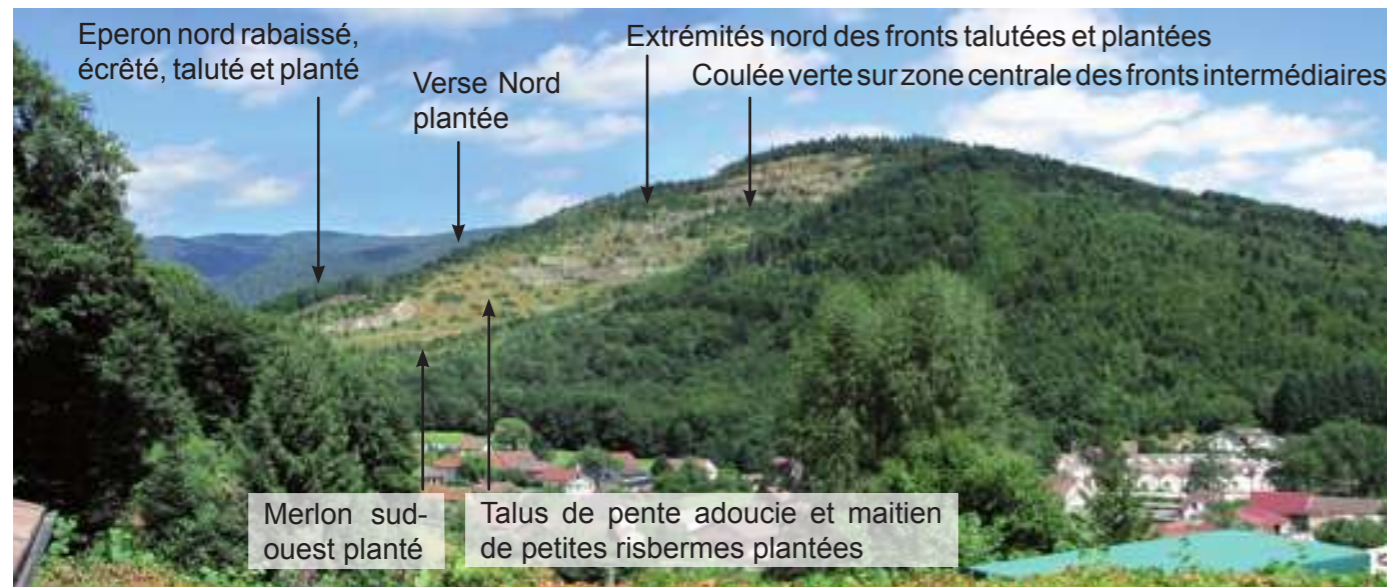 Eperon nord rabaissé,
écrêté, taluté et planté
Verse Nord
plantée
Extrémités nord des fronts talutées et plantées
Coulée verte sur zone centrale des fronts intermédiaires
Merlon sud-
ouest planté
Talus de pente adoucie et maitien
de petites risbermes plantées